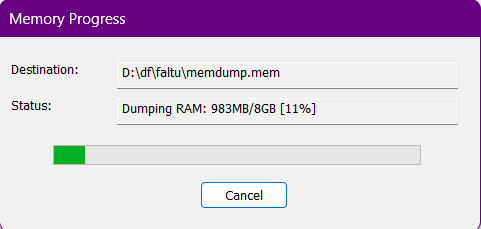 Memory Progress
Destination: D:\df\faltu\memdump.mem
Status: Dumping RAM: 983MB/8GB [11%]
Cancel